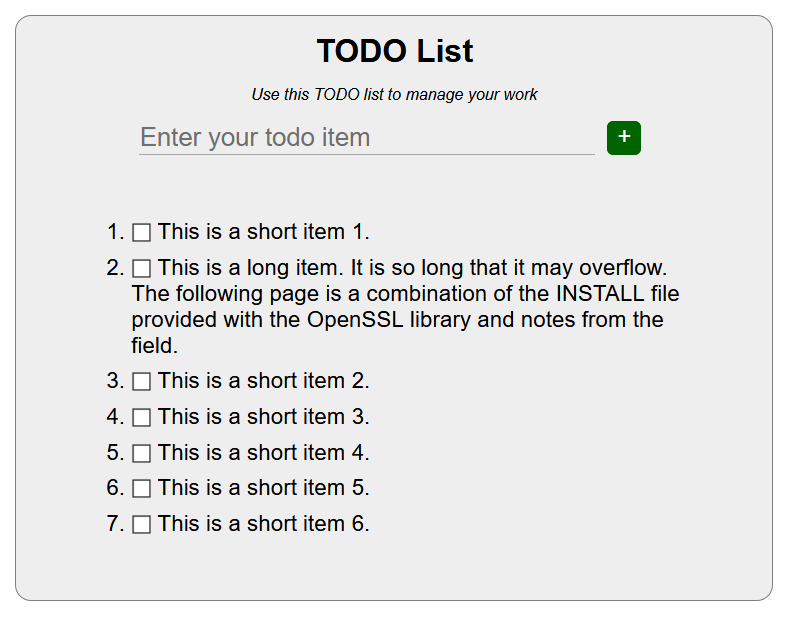 TODO List
Use this TODO list to manage your work
Enter your todo item +
1. This is a short item 1.
2. This is a long item. It is so long that it may overflow.
The following page is a combination of the INSTALL file
provided with the OpenSSL library and notes from the
field.
3. This is a short item 2.
4. This is a short item 3.
5. This is a short item 4.
6. This is a short item 5.
7. This is a short item 6.